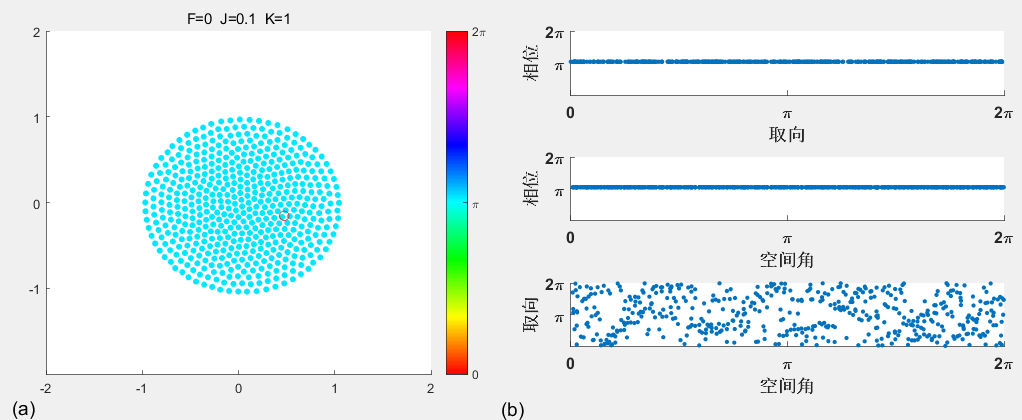 F=0 J=0.1 K=1
2
1
0
-1
-2 -1 0 1 2
2π
π
0
(a)
2π
π
相位
0 π 2π
取向
2π
π
相位
0 π 2π
空间角
2π
π
取向
0 π 2π
空间角
(b)